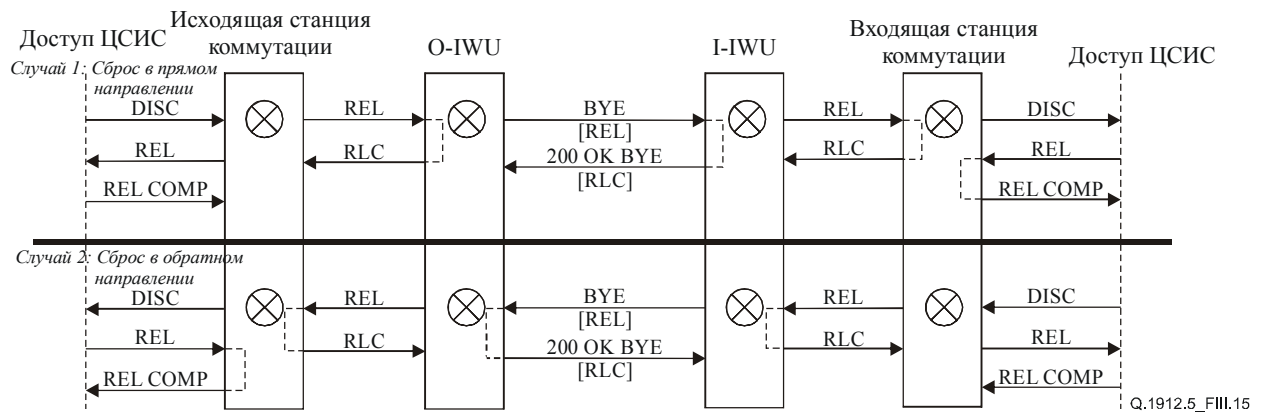 Доступ ЦСИС
Исходящая станция
коммутации
O-IWU
I-IWU
Входящая станция
коммутации
Доступ ЦСИС
Случай 1: Сброс в прямом
направлении
DISC
REL
BYE
[REL]
REL
DISC
REL
RLC
200 OK BYE
[RLC]
RLC
REL
REL COMP
REL COMP
Случай 2: Сброс в обратном
направлении
DISC
REL
BYE
[REL]
REL
DISC
REL
RLC
200 OK BYE
[RLC]
RLC
REL
REL COMP
REL COMP
Q.1912.5_FIII.15